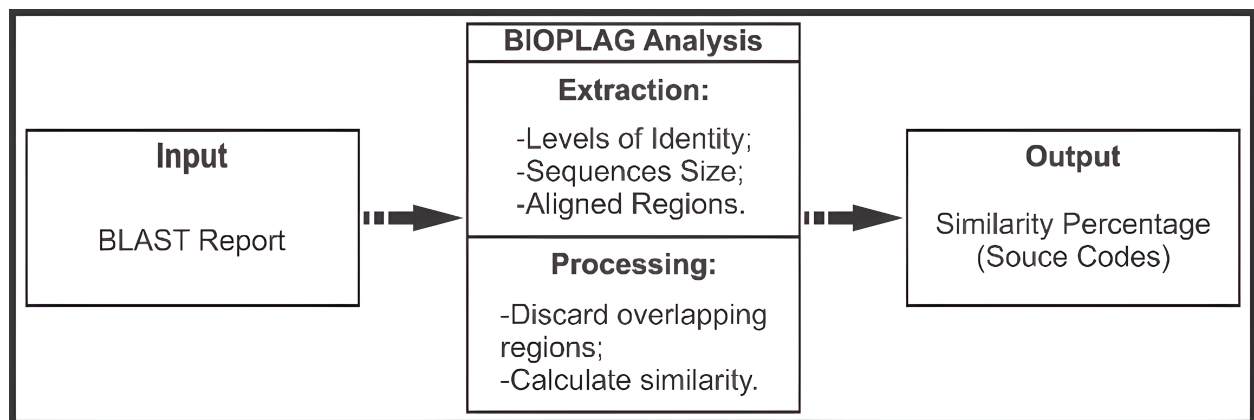 Input
BLAST Report
BIOPLAG Analysis
Extraction:
-Levels of Identity;
-Sequences Size;
-Aligned Regions.
Processing:
-Discard overlapping
regions;
-Calculate similarity.
Output
Similarity Percentage
(Souce Codes)